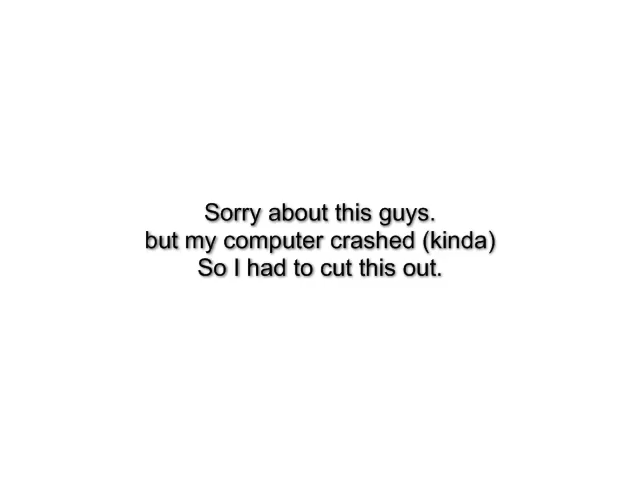 Sorry about this guys.
but my computer crashed (kinda)
So I had to cut this out.